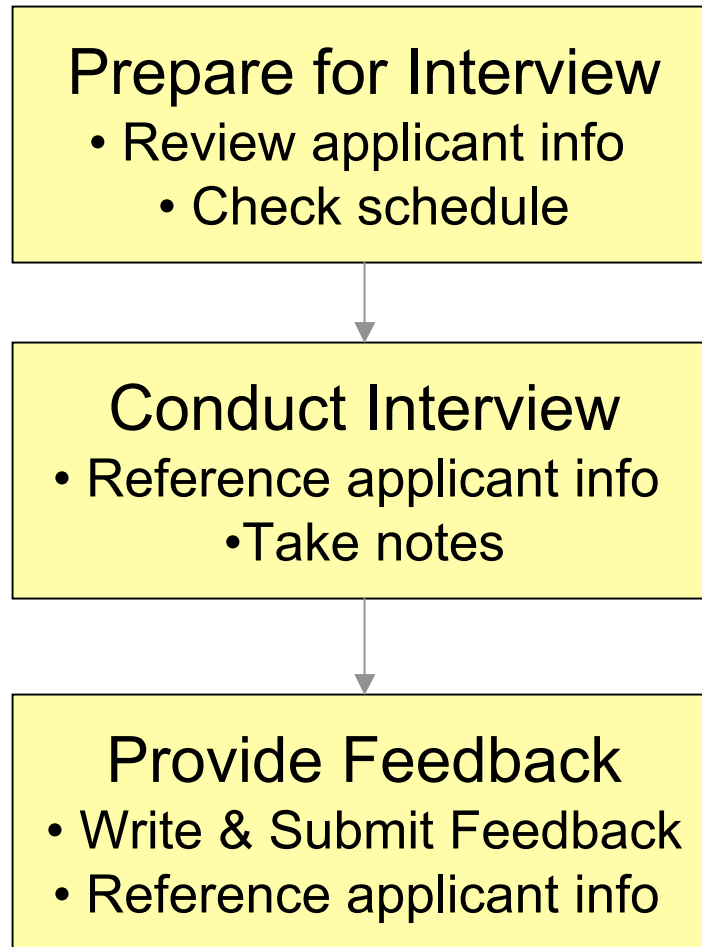 Prepare for Interview
• Review applicant info
• Check schedule
Conduct Interview
• Reference applicant info
•Take notes
Provide Feedback
• Write & Submit Feedback
• Reference applicant info